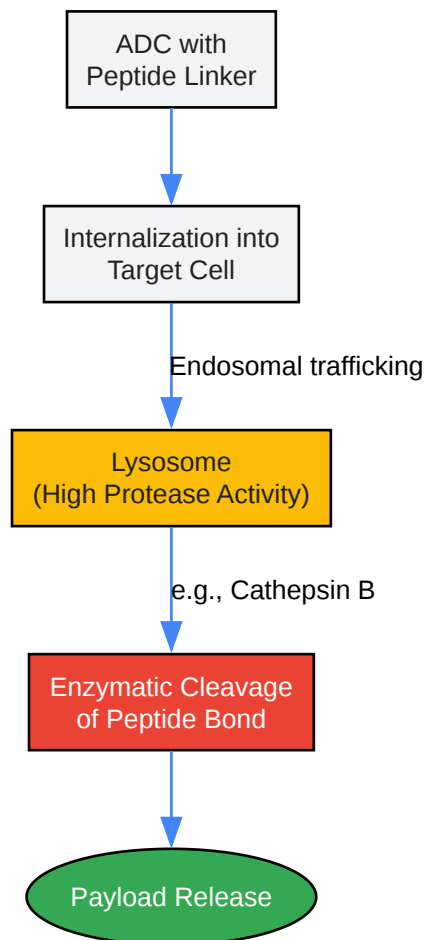 ADC with
Peptide Linker
Internalization into
Target Cell
Endosomal trafficking
Lysosome
(High Protease Activity)
e.g., Cathepsin B
Enzymatic Cleavage
of Peptide Bond
Payload Release